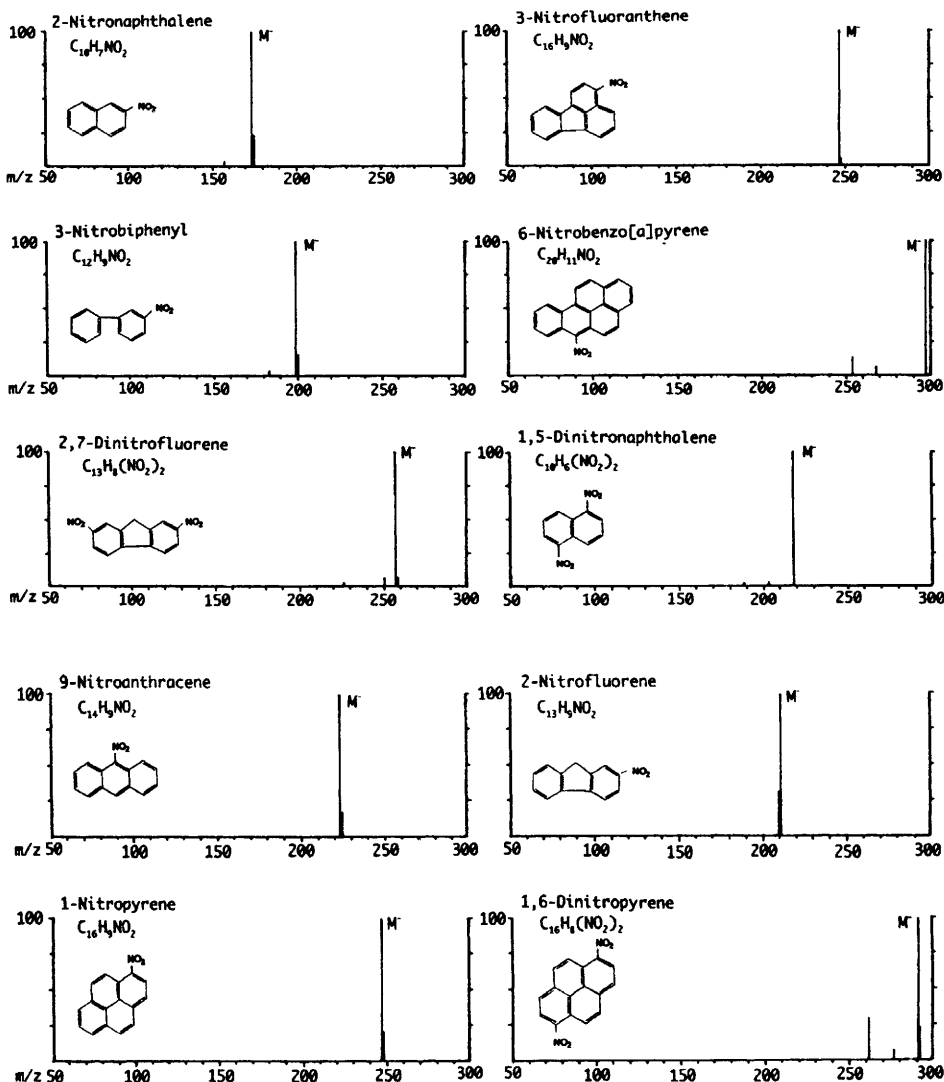 2-Nitronaphthalene
C₁₀H₇NO₂
100
M⁻
NO₂
m/z 50 100 150 200 250 300
3-Nitrofluoranthene
C₁₆H₉NO₂
100
M⁻
NO₂
50 100 150 200 250 300
3-Nitrobiphenyl
C₁₂H₉NO₂
100
M⁻
NO₂
50 100 150 200 250 300
6-Nitrobenzo[a]pyrene
C₂₀H₁₁NO₂
100
M⁻
NO₂
50 100 150 200 250 300
2,7-Dinitrofluorene
C₁₃H₈(NO₂)₂
100
M⁻
NO₂ NO₂
m/z 50 100 150 200 250 300
1,5-Dinitronaphthalene
C₁₀H₆(NO₂)₂
100
M⁻
NO₂
NO₂
50 100 150 200 250 300
9-Nitroanthracene
C₁₄H₉NO₂
100
M⁻
NO₂
m/z 50 100 150 200 250 300
2-Nitrofluorene
C₁₃H₉NO₂
100
M⁻
NO₂
50 100 150 200 250 300
1-Nitropyrene
C₁₆H₉NO₂
100
M⁻
NO₂
m/z 50 100 150 200 250 300
1,6-Dinitropyrene
C₁₆H₈(NO₂)₂
100
M⁻
NO₂
NO₂
50 100 150 200 250 300